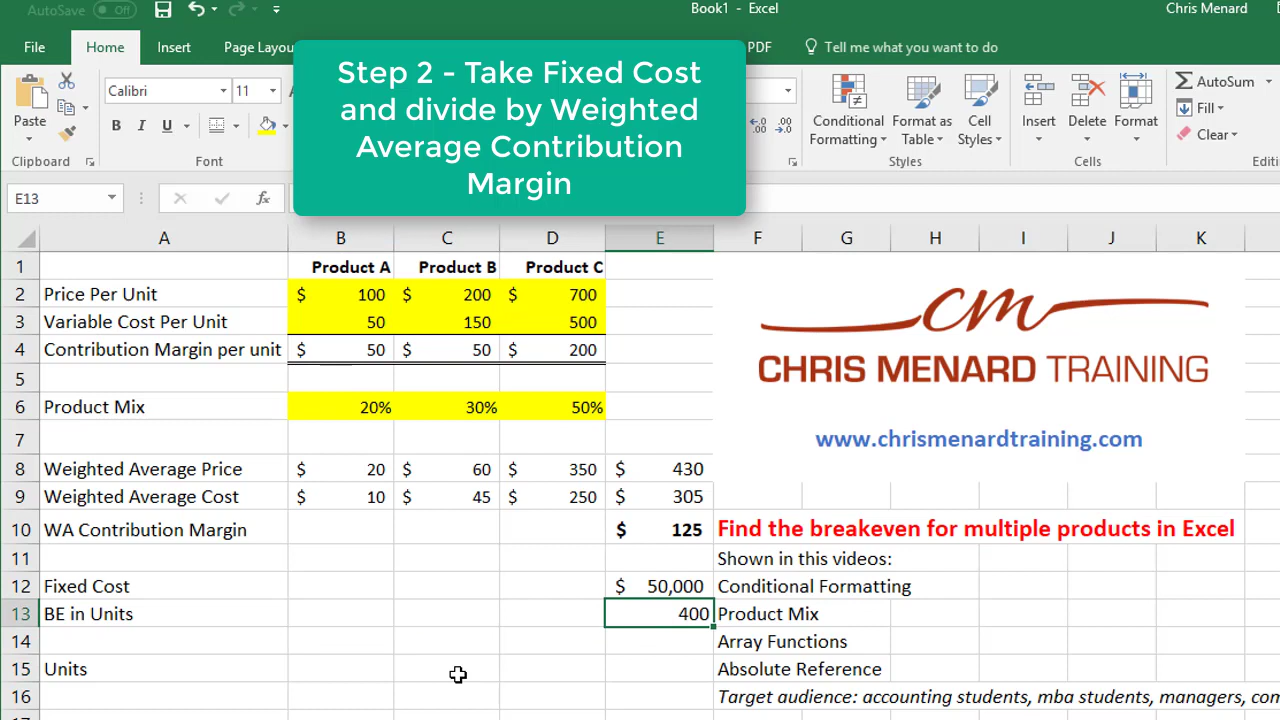 AutoSave Off
Book1 - Excel
Chris Menard
File Home Insert Page Layou PDF Tell me what you want to do
Step 2 - Take Fixed Cost
and divide by Weighted
Average Contribution
Margin
Paste
Clipboard
Calibri 11
B I U
Font
Conditional
Formatting
Format as
Table
Cell
Styles
Styles
Insert Delete Format
Cells
AutoSum
Fill
Clear
Editi
E13 fx
A B C D E F G H I J K
1 Product A Product B Product C
2 Price Per Unit $ 100 $ 200 $ 700
3 Variable Cost Per Unit 50 150 500
4 Contribution Margin per unit $ 50 $ 50 $ 200
5
6 Product Mix 20% 30% 50%
7
8 Weighted Average Price $ 20 $ 60 $ 350 $ 430
9 Weighted Average Cost $ 10 $ 45 $ 250 $ 305
10 WA Contribution Margin $ 125 Find the breakeven for multiple products in Excel
11 Shown in this videos:
12 Fixed Cost $ 50,000 Conditional Formatting
13 BE in Units 400 Product Mix
14 Array Functions
15 Units Absolute Reference
16 Target audience: accounting students, mba students, managers, com
cm
CHRIS MENARD TRAINING
www.chrismenardtraining.com